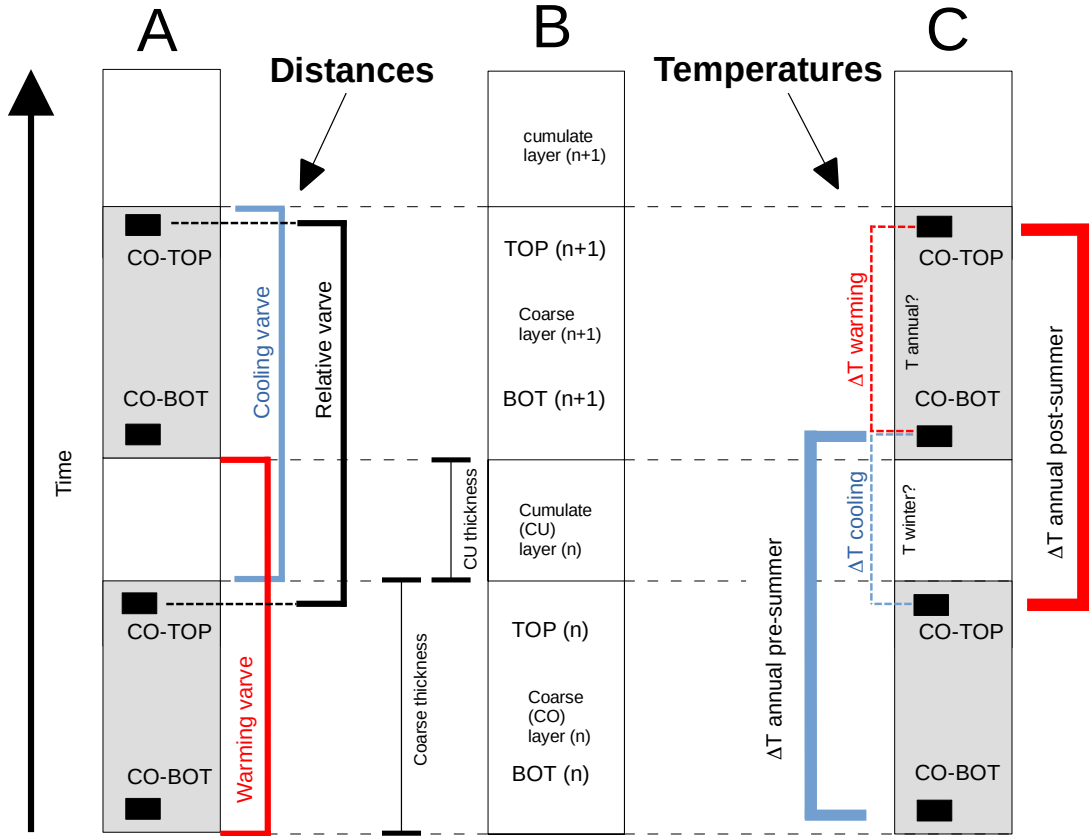 A
B
C
Distances
Temperatures
Time
CO-TOP
CO-BOT
CO-TOP
CO-BOT
Cooling varve
Relative varve
Warming varve
CU thickness
Coarse thickness
cumulate
layer (n+1)
TOP (n+1)
Coarse
layer (n+1)
BOT (n+1)
Cumulate
(CU)
layer (n)
TOP (n)
Coarse
(CO)
layer (n)
BOT (n)
ΔT warming
ΔT cooling
ΔT annual pre-summer
CO-TOP
T annual?
CO-BOT
T winter?
CO-TOP
CO-BOT
ΔT annual post-summer